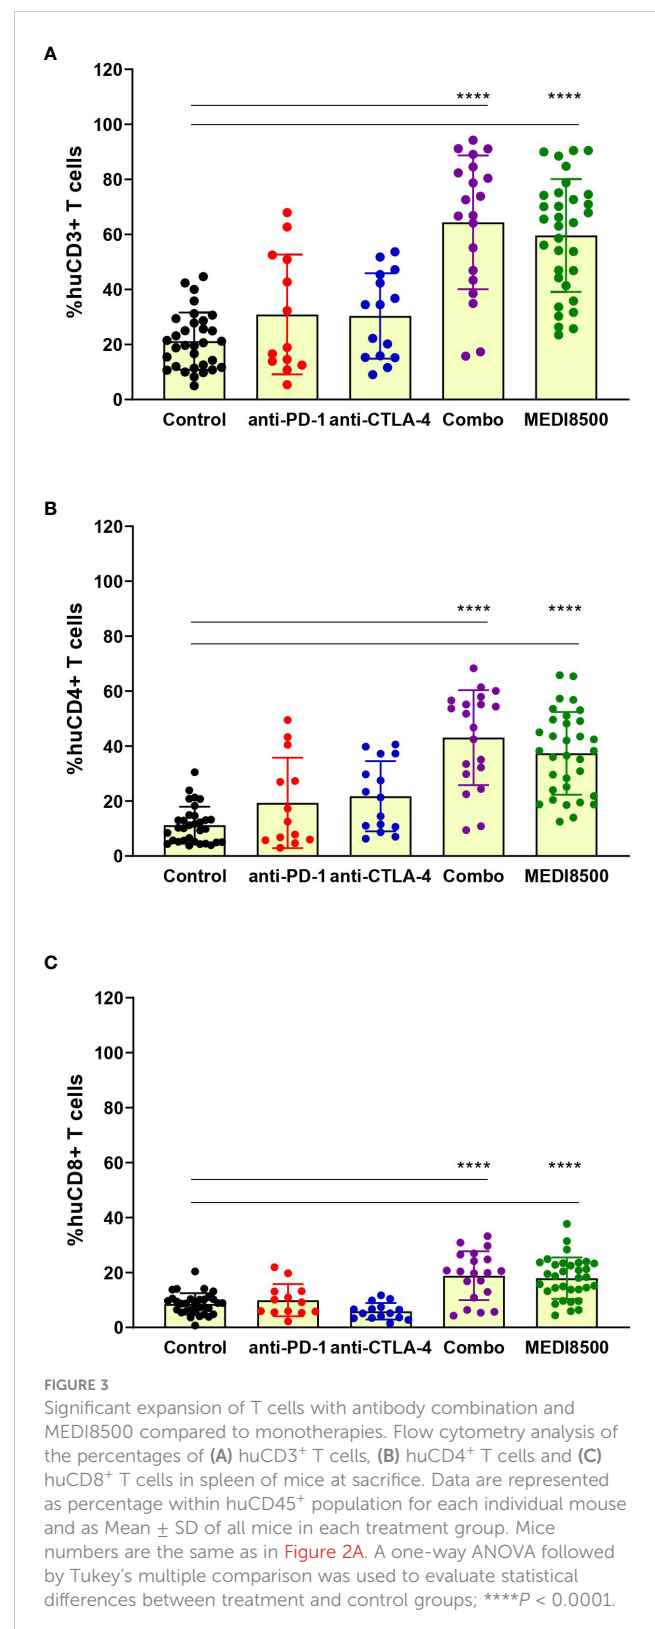 A
120
100
80
60
40
20
0
%huCD3+ T cells
****
****
Control anti-PD-1 anti-CTLA-4 Combo MEDI8500
B
120
100
80
60
40
20
0
%huCD4+ T cells
****
****
Control anti-PD-1 anti-CTLA-4 Combo MEDI8500
C
120
100
80
60
40
20
0
%huCD8+ T cells
****
****
Control anti-PD-1 anti-CTLA-4 Combo MEDI8500
FIGURE 3
Significant expansion of T cells with antibody combination and
MEDI8500 compared to monotherapies. Flow cytometry analysis of
the percentages of (A) huCD3⁺ T cells, (B) huCD4⁺ T cells and (C)
huCD8⁺ T cells in spleen of mice at sacrifice. Data are represented
as percentage within huCD45⁺ population for each individual mouse
and as Mean ± SD of all mice in each treatment group. Mice
numbers are the same as in Figure 2A. A one-way ANOVA followed
by Tukey's multiple comparison was used to evaluate statistical
differences between treatment and control groups; ****P < 0.0001.